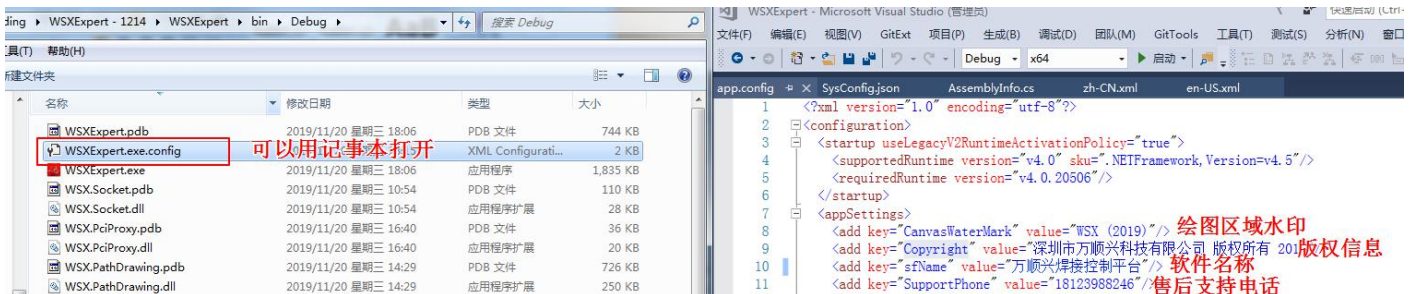 ding ▸ WSXExpert - 1214 ▸ WSXExpert ▸ bin ▸ Debug ▸
搜索 Debug
工具(T) 帮助(H)
新建文件夹
名称 修改日期 类型 大小
WSXExpert.pdb 2019/11/20 星期三 18:06 PDB 文件 744 KB
WSXExpert.exe.config 可以用记事本打开 XML Configurati... 2 KB
WSXExpert.exe 2019/11/20 星期三 18:06 应用程序 1,835 KB
WSX.Socket.pdb 2019/11/20 星期三 10:54 PDB 文件 110 KB
WSX.Socket.dll 2019/11/20 星期三 10:54 应用程序扩展 28 KB
WSX.PciProxy.pdb 2019/11/20 星期三 16:40 PDB 文件 36 KB
WSX.PciProxy.dll 2019/11/20 星期三 16:40 应用程序扩展 20 KB
WSX.PathDrawing.pdb 2019/11/20 星期三 14:29 PDB 文件 726 KB
WSX.PathDrawing.dll 2019/11/20 星期三 14:29 应用程序扩展 250 KB
WSXExpert - Microsoft Visual Studio (管理员)
快速启动 (Ctrl-
文件(F) 编辑(E) 视图(V) GitExt 项目(P) 生成(B) 调试(D) 团队(M) GitTools 工具(T) 测试(S) 分析(N) 窗口
Debug x64 启动
app.config SysConfig.json AssemblyInfo.cs zh-CN.xml en-US.xml
1 <?xml version="1.0" encoding="utf-8"?>
2 <configuration>
3 <startup useLegacyV2RuntimeActivationPolicy="true">
4 <supportedRuntime version="v4.0" sku=".NETFramework,Version=v4.5"/>
5 <requiredRuntime version="v4.0.20506"/>
6 </startup>
7 <appSettings>
8 <add key="CanvasWaterMark" value="WSX (2019)"/> 绘图区域水印
9 <add key="Copyright" value="深圳市万顺兴科技有限公司 版权所有 201 版权信息
10 <add key="sfName" value="万顺兴焊接控制平台"/> 软件名称
11 <add key="SupportPhone" value="18123988246"/ 售后支持电话